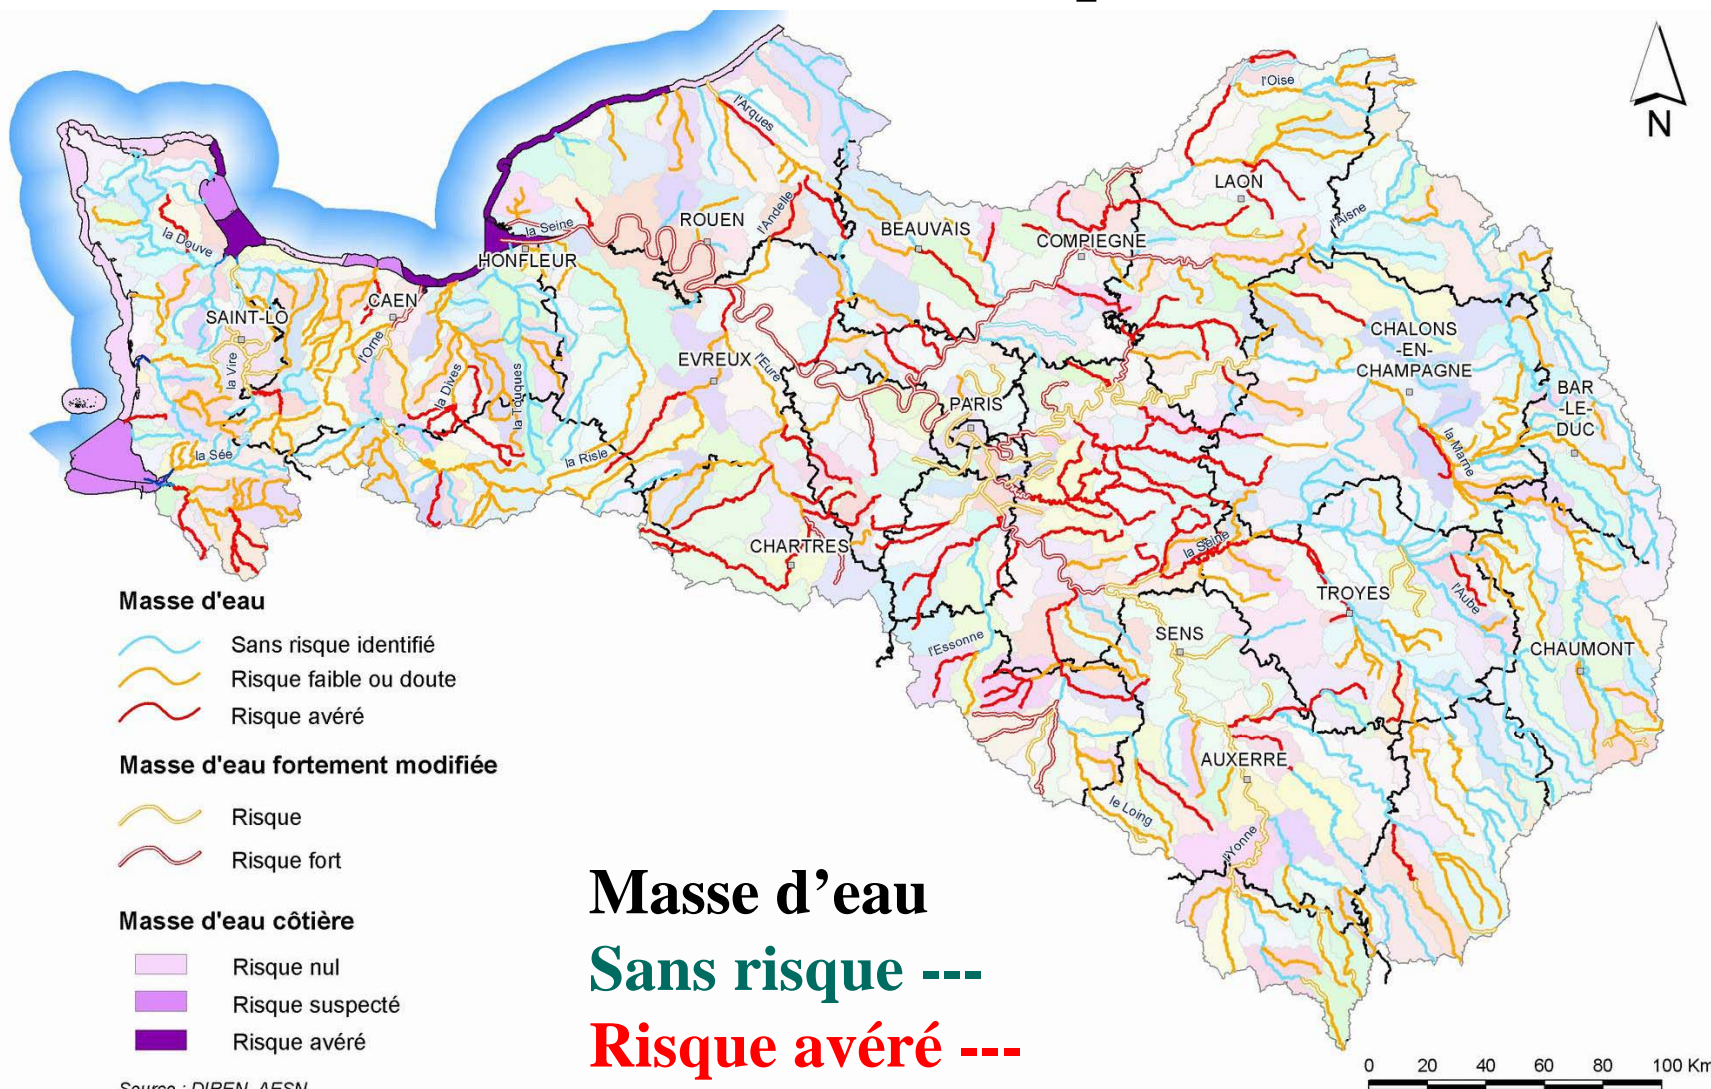 N
l'Oise
l'Arques
LAON
l'Aisne
la Douve
la Seine
ROUEN
l'Andelle
BEAUVAIS
COMPIEGNE
HONFLEUR
CAEN
SAINT-LO
l'Orne
la Vire
la Dives
la Touques
EVREUX
l'Eure
PARIS
CHALONS
-EN-
CHAMPAGNE
BAR
-LE-
DUC
la Marne
la Sée
la Risle
CHARTRES
la Seine
TROYES
l'Aube
l'Essonne
SENS
CHAUMONT
AUXERRE
le Loing
l'Yonne
Masse d'eau
Sans risque identifié
Risque faible ou doute
Risque avéré
Masse d'eau fortement modifiée
Risque
Risque fort
Masse d'eau côtière
Risque nul
Risque suspecté
Risque avéré
Source : DIREN, AESN
Masse d’eau
Sans risque ---
Risque avéré ---
0 20 40 60 80 100 Km